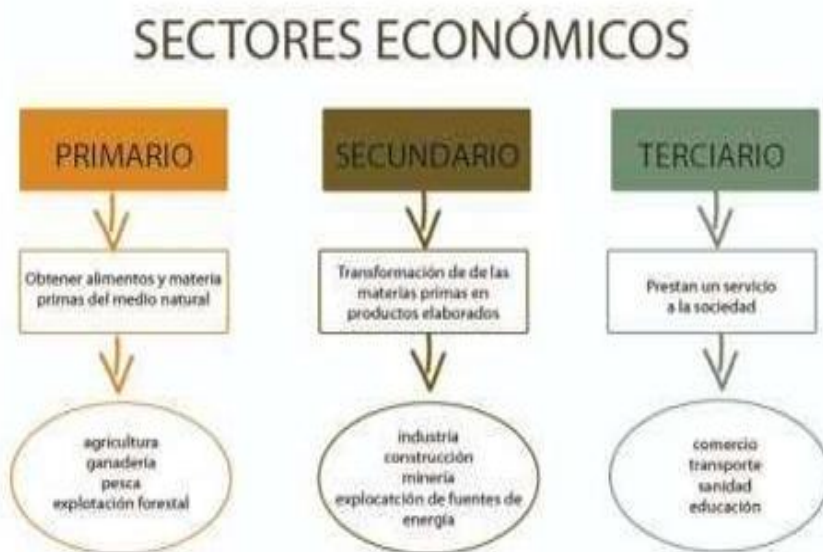 SECTORES ECONÓMICOS
PRIMARIO
Obtener alimentos y materia
primas del medio natural
agricultura
ganadería
pesca
explotación forestal
SECUNDARIO
Transformación de de las
materias primas en
productos elaborados
industria
construcción
minería
explocatción de fuentes de
energía
TERCIARIO
Prestan un servicio
a la sociedad
comercio
transporte
sanidad
educación